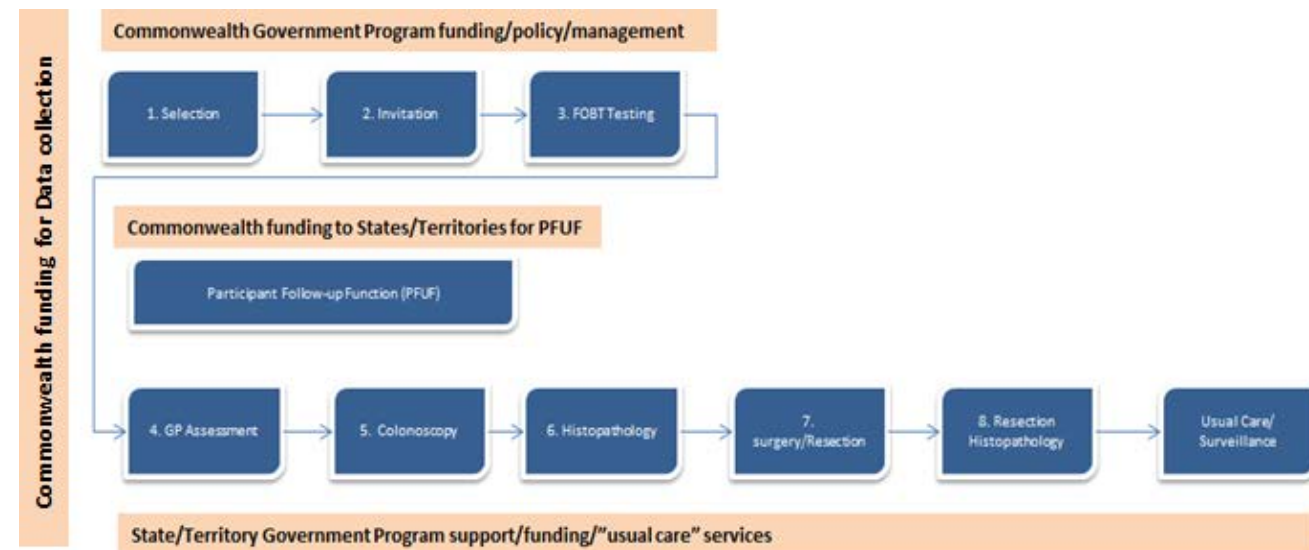 Commonwealth funding for Data collection
Commonwealth Government Program funding/policy/management
1. Selection
2. Invitation
3. FOBT Testing
Commonwealth funding to States/Territories for PFUF
Participant Follow-up Function (PFUF)
4. GP Assessment
5. Colonoscopy
6. Histopathology
7.
surgery/Resection
8. Resection
Histopathology
Usual Care/
Surveillance
State/Territory Government Program support/funding/"usual care" services